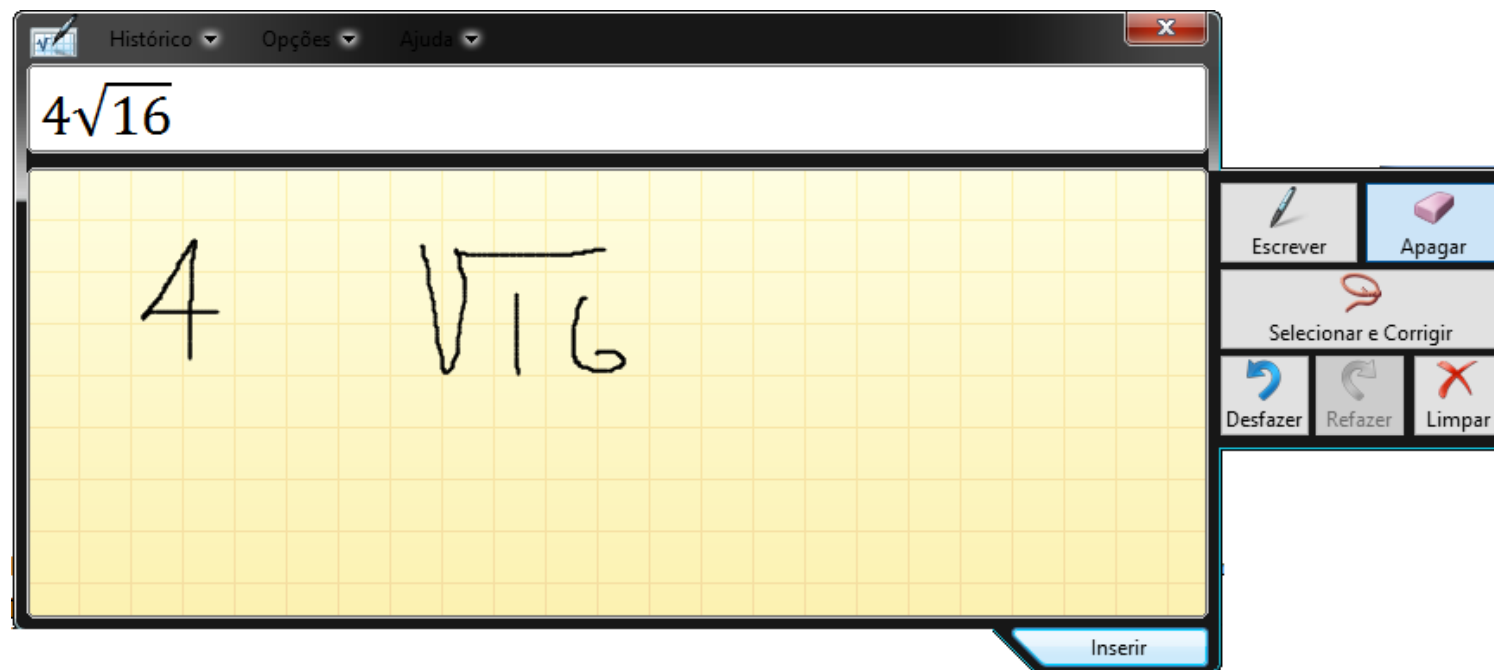 Histórico Opções Ajuda x
4√16
4 √16
Escrever Apagar
Selecionar e Corrigir
Desfazer Refazer Limpar
Inserir